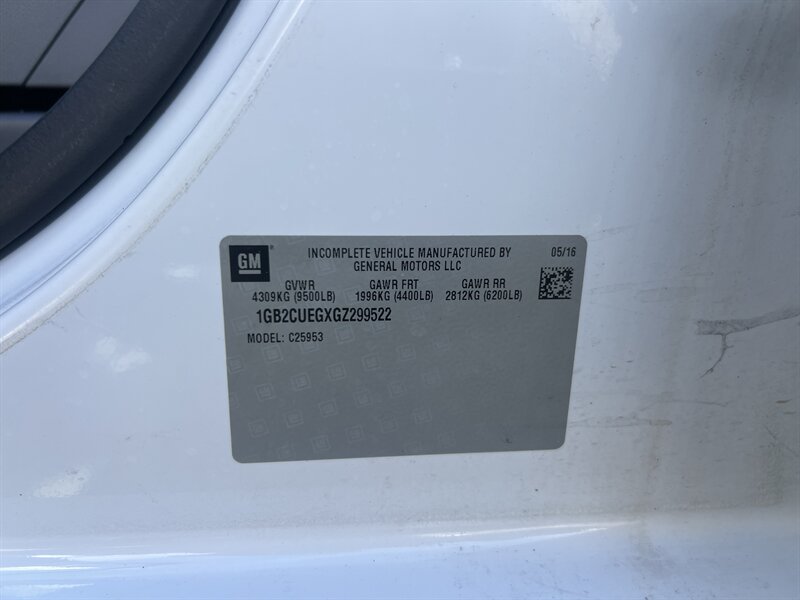 GM
INCOMPLETE VEHICLE MANUFACTURED BY
GENERAL MOTORS LLC
05/16
GVWR GAWR FRT GAWR RR
4309KG (9500LB) 1996KG (4400LB) 2812KG (6200LB)
1GB2CUEGXGZ299522
MODEL: C25953